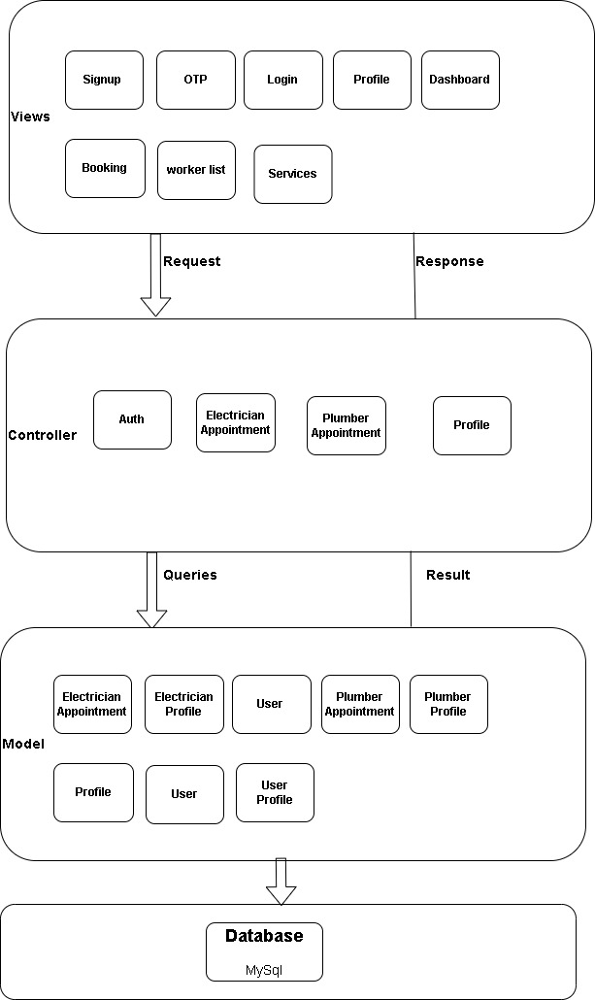 Signup
OTP
Login
Profile
Dashboard
Views
Booking
worker list
Services
Request
Response
Auth
Electrician
Appointment
Plumber
Appointment
Profile
Controller
Queries
Result
Electrician
Appointment
Electrician
Profile
User
Plumber
Appointment
Plumber
Profile
Model
Profile
User
User
Profile
Database
MySql